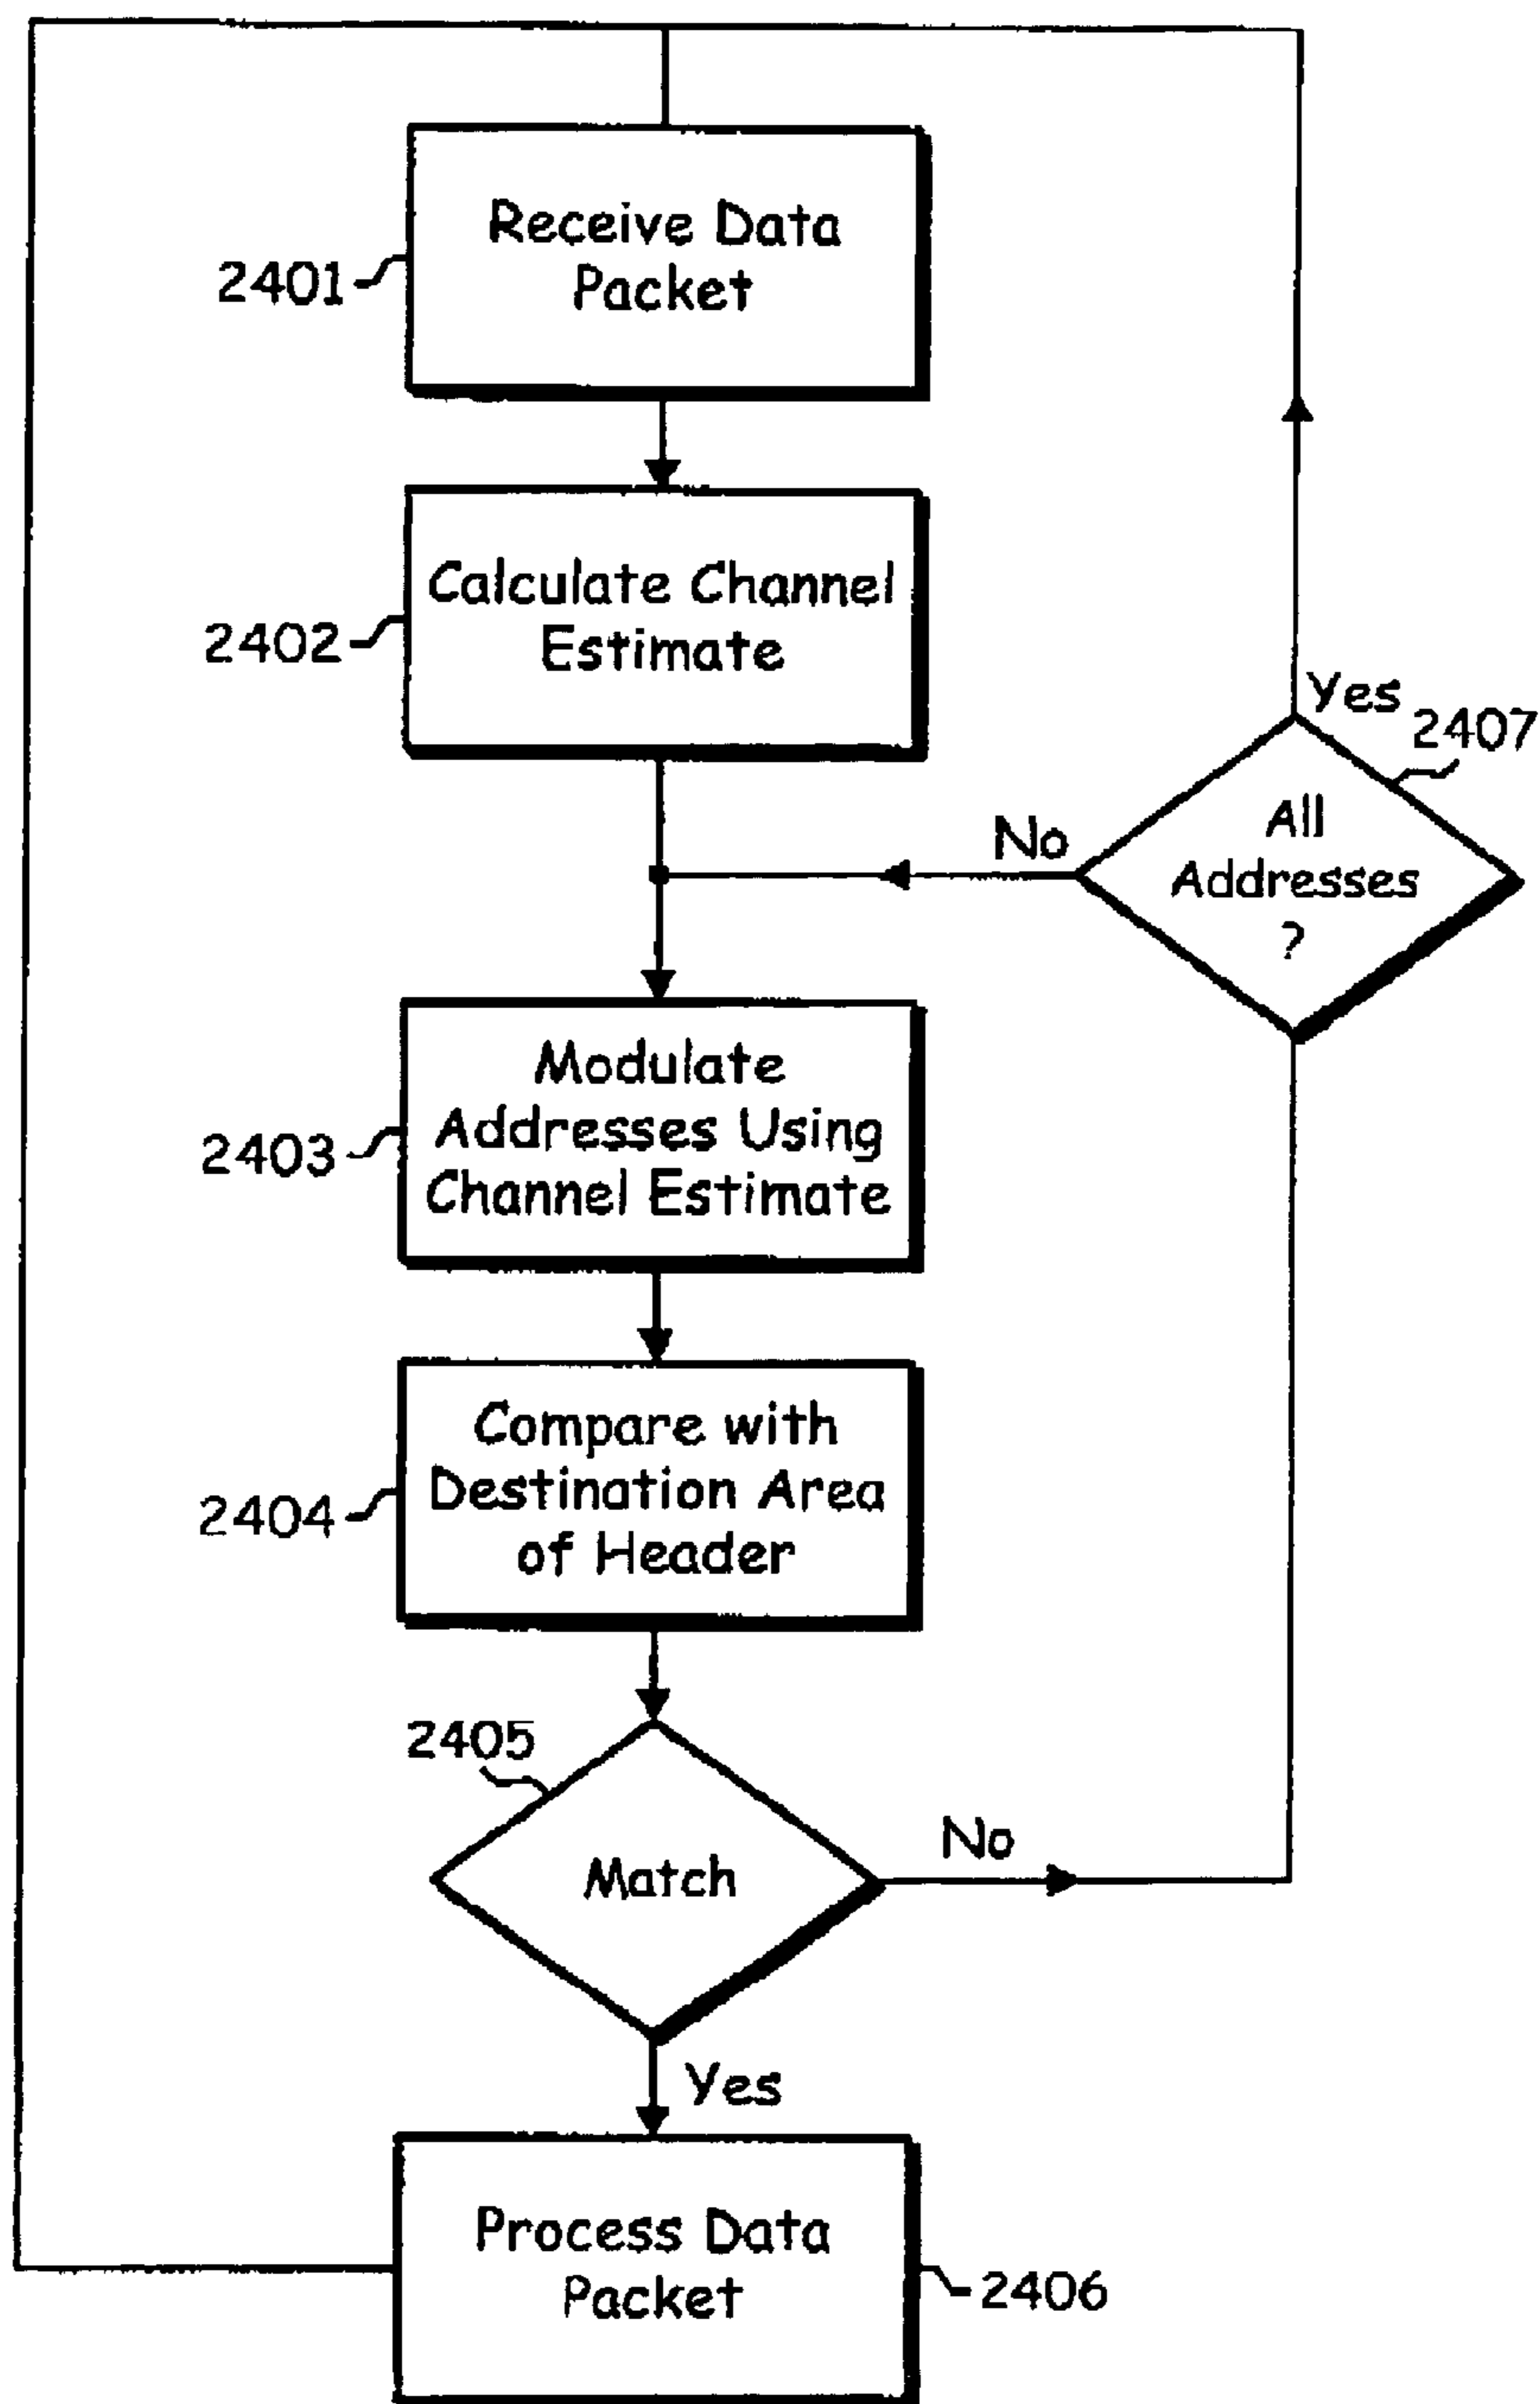 Receive Data
Packet
2401
Calculate Channel
Estimate
2402
Yes
2407
All
Addresses
?
No
Modulate
Addresses Using
Channel Estimate
2403
Compare with
Destination Area
of Header
2404
2405
Match
No
Yes
Process Data
Packet
2406